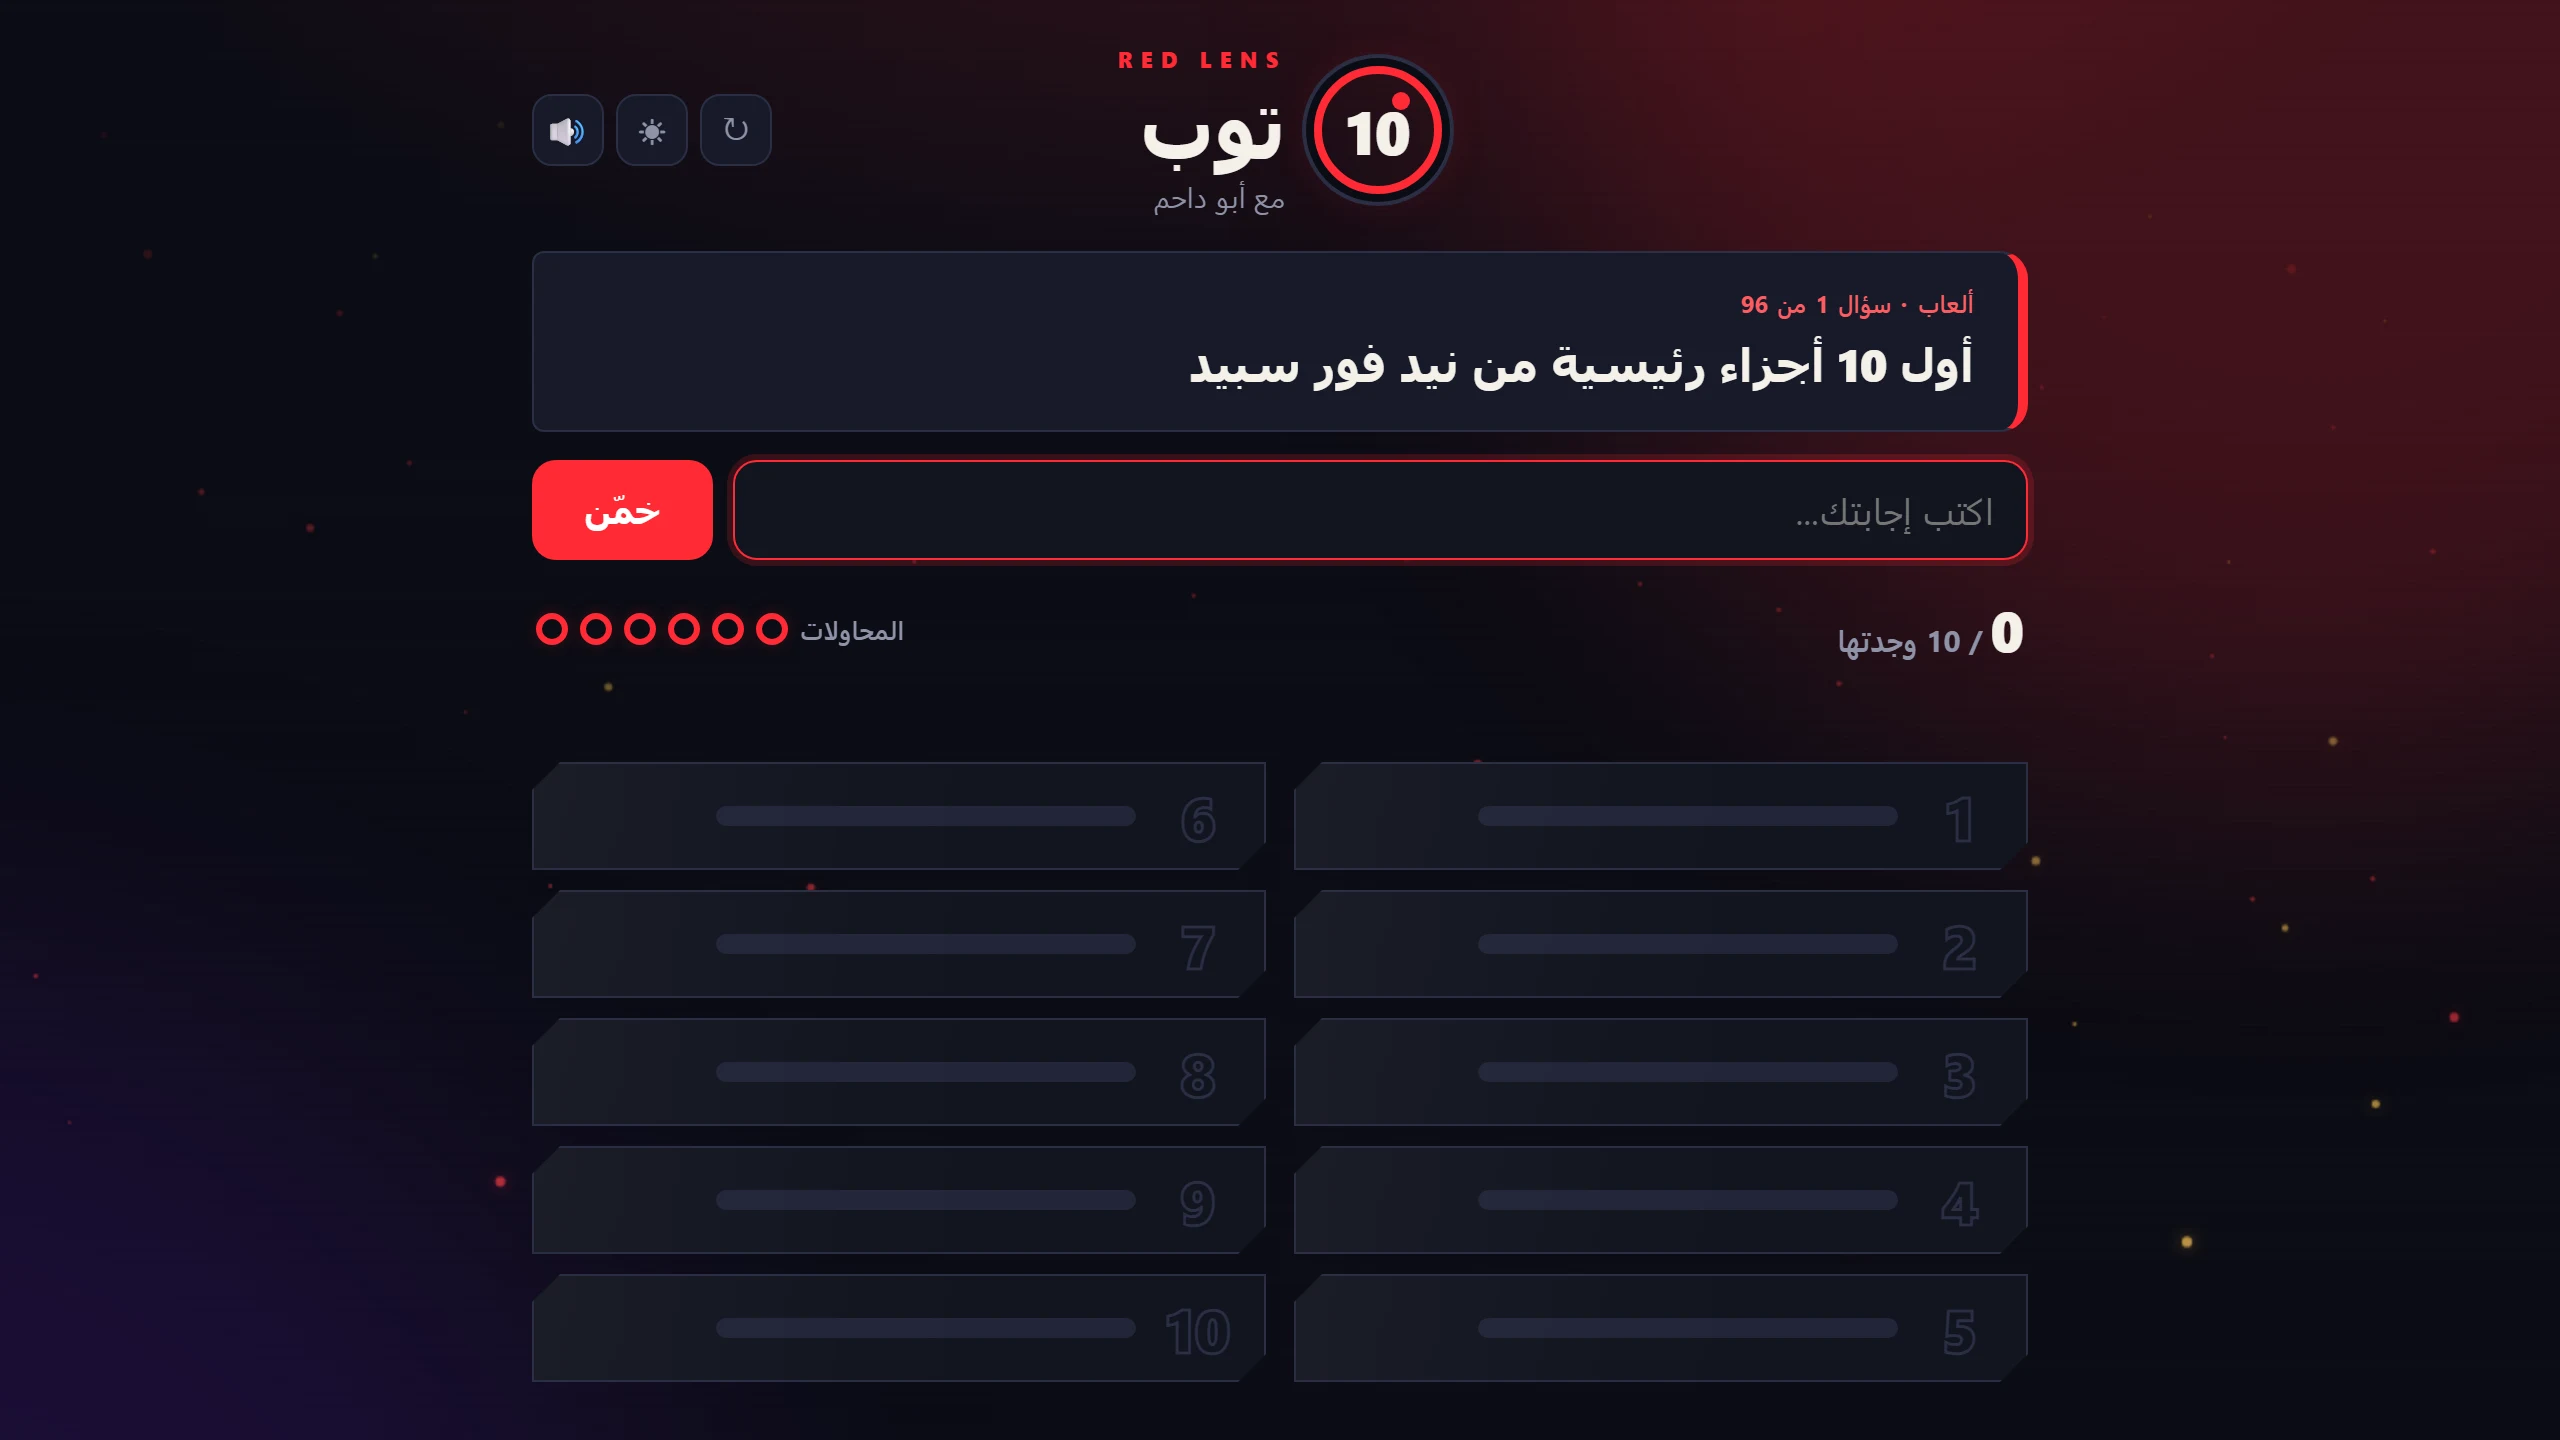 RED LENS
توب
10
مع أبو داحم
ألعاب · سؤال 1 من 96
أول 10 أجزاء رئيسية من نيد فور سبيد
اكتب إجابتك...
خمّن
0 / 10 وجدتها
المحاولات
1
6
2
7
3
8
4
9
5
10